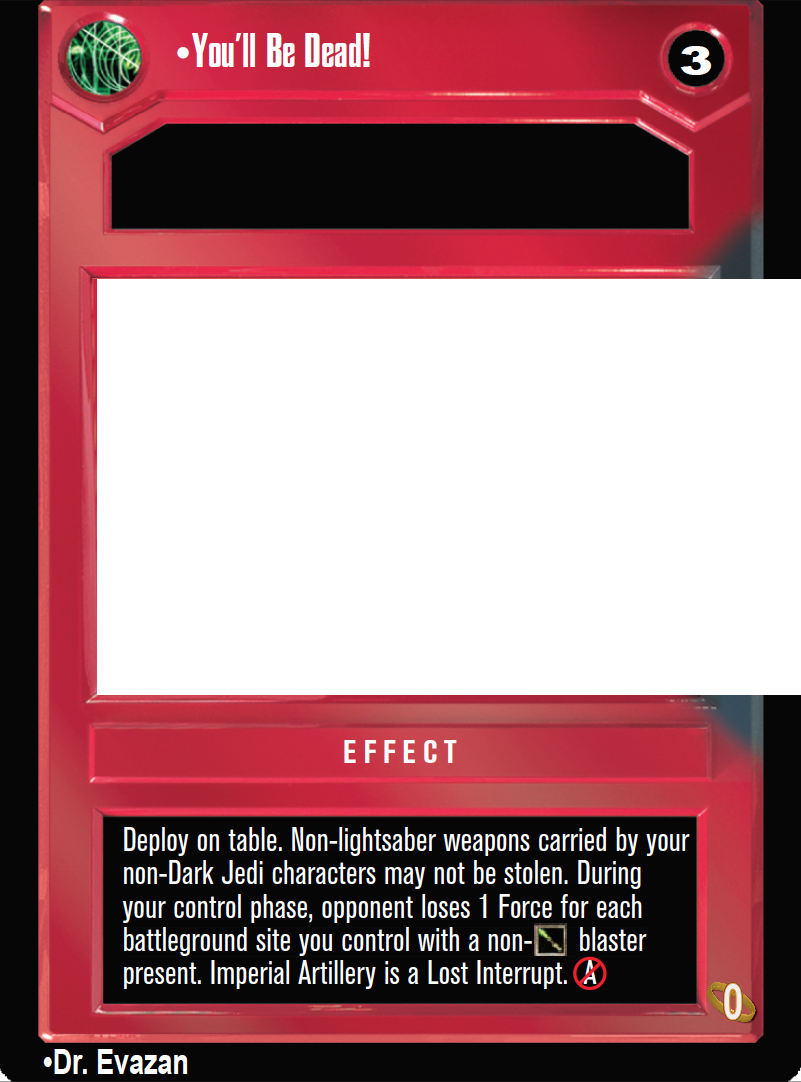 •You'll Be Dead!
3
EFFECT
Deploy on table. Non-lightsaber weapons carried by your
non-Dark Jedi characters may not be stolen. During
your control phase, opponent loses 1 Force for each
battleground site you control with a non- blaster
present. Imperial Artillery is a Lost Interrupt. A
0
•Dr. Evazan